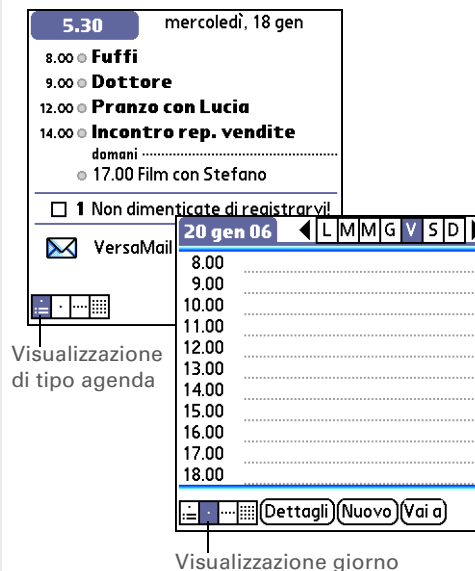 5.30 mercoledì, 18 gen
8.00 Fuffi
9.00 Dottore
12.00 Pranzo con Lucia
14.00 Incontro rep. vendite
domani
17.00 Film con Stefano
1 Non dimenticate di registrarvi!
VersaMail
Visualizzazione
di tipo agenda
20 gen 06 L M M G V S D
8.00
9.00
10.00
11.00
12.00
13.00
14.00
15.00
16.00
17.00
18.00
Dettagli Nuovo Vai a
Visualizzazione giorno